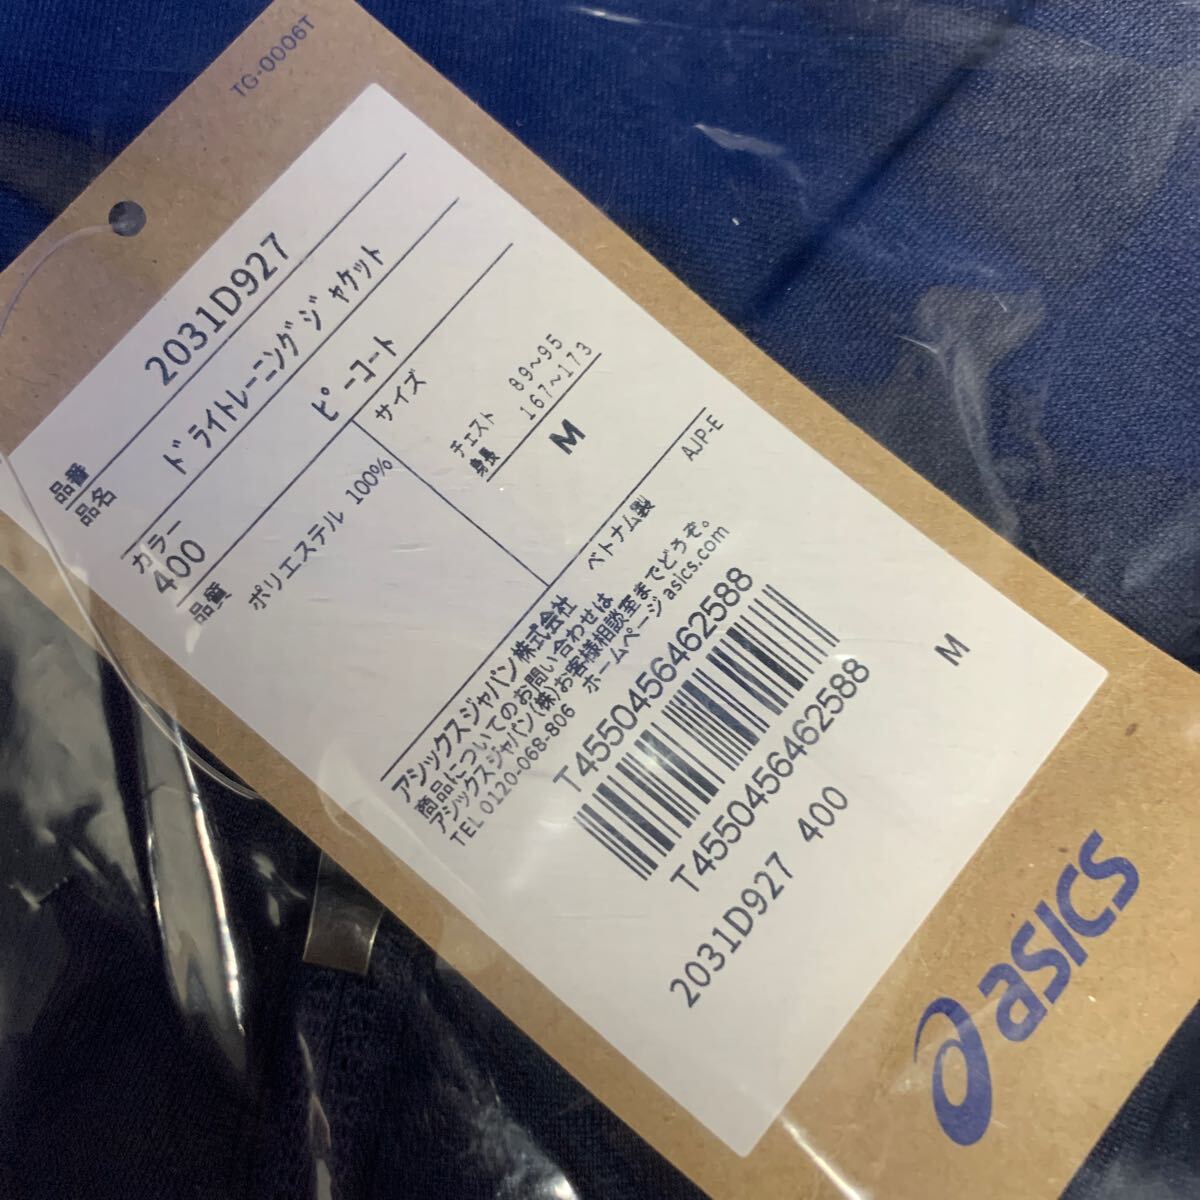 TG-0006T
品番 2031D927
品名 ドライトレーニングジャケット
カラー
400 ピーコート
品質 サイズ
ポリエステル 100%
チェスト 89~95
身長 167~173
M
ベトナム製 AJP-E
アシックスジャパン株式会社
商品についてのお問い合わせは
アシックスジャパン(株)お客様相談室までどうぞ。
TEL 0120-068-806 ホームページ asics.com
T4550456462588
T4550456462588
2031D927 400 M
asics